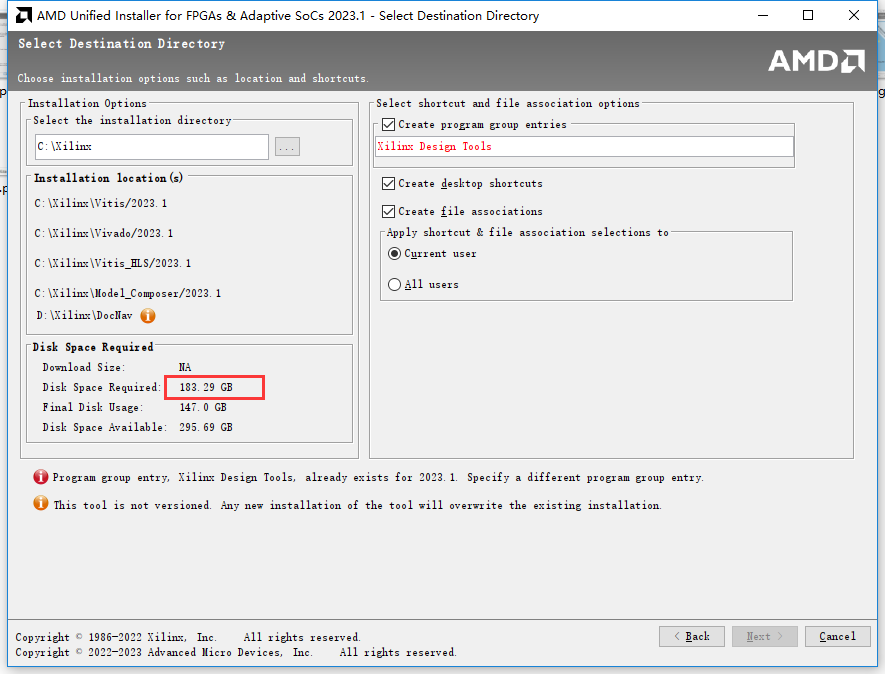 AMD Unified Installer for FPGAs & Adaptive SoCs 2023.1 - Select Destination Directory
Select Destination Directory
Choose installation options such as location and shortcuts.
AMD
Installation Options
Select the installation directory
C:\Xilinx
...
Installation location(s)
C:\Xilinx\Vitis/2023.1
C:\Xilinx\Vivado/2023.1
C:\Xilinx\Vitis_HLS/2023.1
C:\Xilinx\Model_Composer/2023.1
D:\Xilinx\DocNav
Disk Space Required
Download Size: NA
Disk Space Required: 183.29 GB
Final Disk Usage: 147.0 GB
Disk Space Available: 295.69 GB
Select shortcut and file association options
Create program group entries
Xilinx Design Tools
Create desktop shortcuts
Create file associations
Apply shortcut & file association selections to
Current user
All users
Program group entry, Xilinx Design Tools, already exists for 2023.1. Specify a different program group entry.
This tool is not versioned. Any new installation of the tool will overwrite the existing installation.
Copyright © 1986-2022 Xilinx, Inc. All rights reserved.
Copyright © 2022-2023 Advanced Micro Devices, Inc. All rights reserved.
< Back
Next >
Cancel